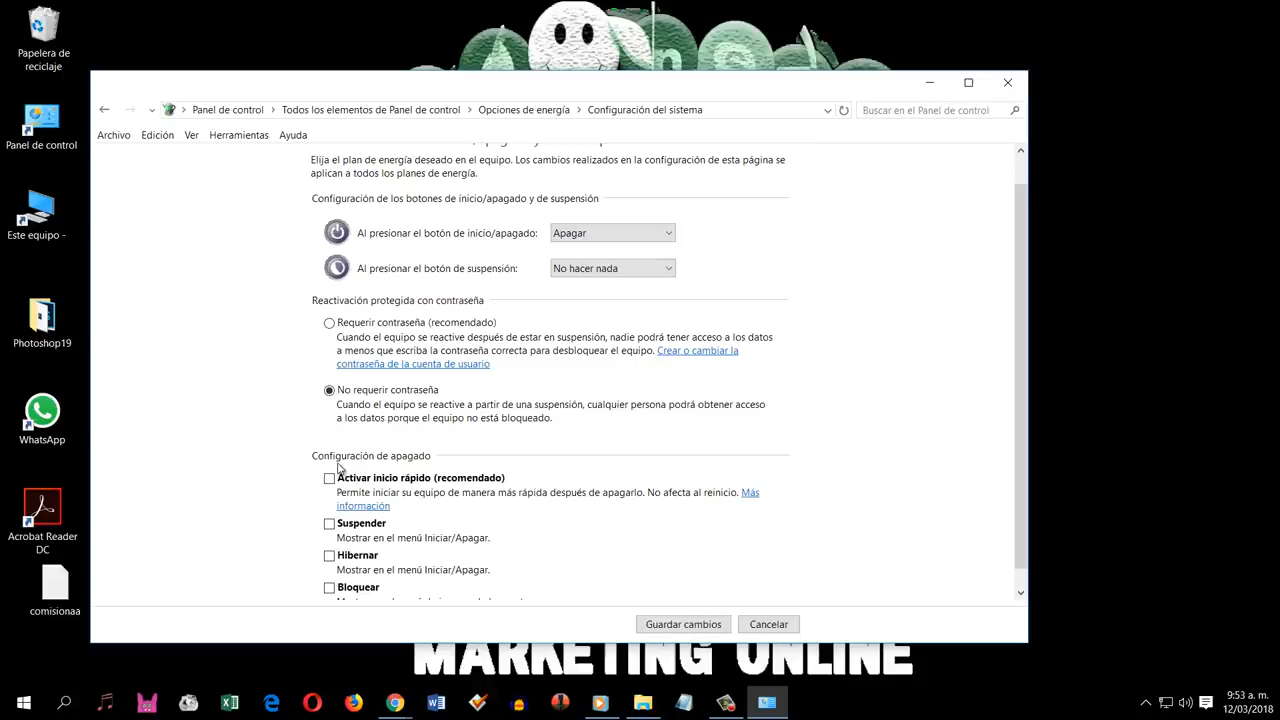 Papelera de
reciclaje
Panel de control
Este equipo -
Photoshop19
WhatsApp
Acrobat Reader
DC
comisionaa
Panel de control
Todos los elementos de Panel de control
Opciones de energía
Configuración del sistema
Buscar en el Panel de control
Archivo
Edición
Ver
Herramientas
Ayuda
Elija el plan de energía deseado en el equipo. Los cambios realizados en la configuración de esta página se
aplican a todos los planes de energía.
Configuración de los botones de inicio/apagado y de suspensión
Al presionar el botón de inicio/apagado:
Apagar
Al presionar el botón de suspensión:
No hacer nada
Reactivación protegida con contraseña
Requerir contraseña (recomendado)
Cuando el equipo se reactive después de estar en suspensión, nadie podrá tener acceso a los datos
a menos que escriba la contraseña correcta para desbloquear el equipo. Crear o cambiar la
contraseña de la cuenta de usuario
No requerir contraseña
Cuando el equipo se reactive a partir de una suspensión, cualquier persona podrá obtener acceso
a los datos porque el equipo no está bloqueado.
Configuración de apagado
Activar inicio rápido (recomendado)
Permite iniciar su equipo de manera más rápida después de apagarlo. No afecta al reinicio. Más
información
Suspender
Mostrar en el menú Iniciar/Apagar.
Hibernar
Mostrar en el menú Iniciar/Apagar.
Bloquear
Guardar cambios
Cancelar
MARKETING ONLINE
9:53 a. m.
12/03/2018